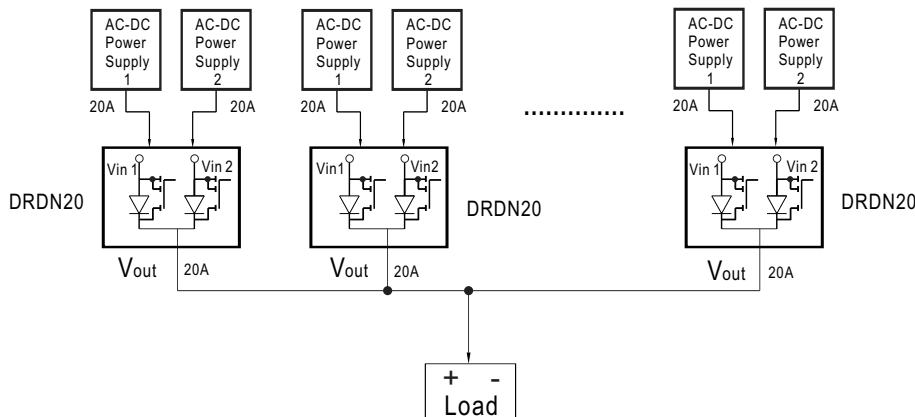 AC-DC
Power
Supply
1
AC-DC
Power
Supply
2
AC-DC
Power
Supply
1
AC-DC
Power
Supply
2
AC-DC
Power
Supply
1
AC-DC
Power
Supply
2
20A
20A
20A
20A
20A
20A
..............
Vin 1
Vin 2
Vin1
Vin2
Vin 1
Vin 2
DRDN20
DRDN20
DRDN20
Vout
20A
Vout
20A
Vout
20A
+ -
Load